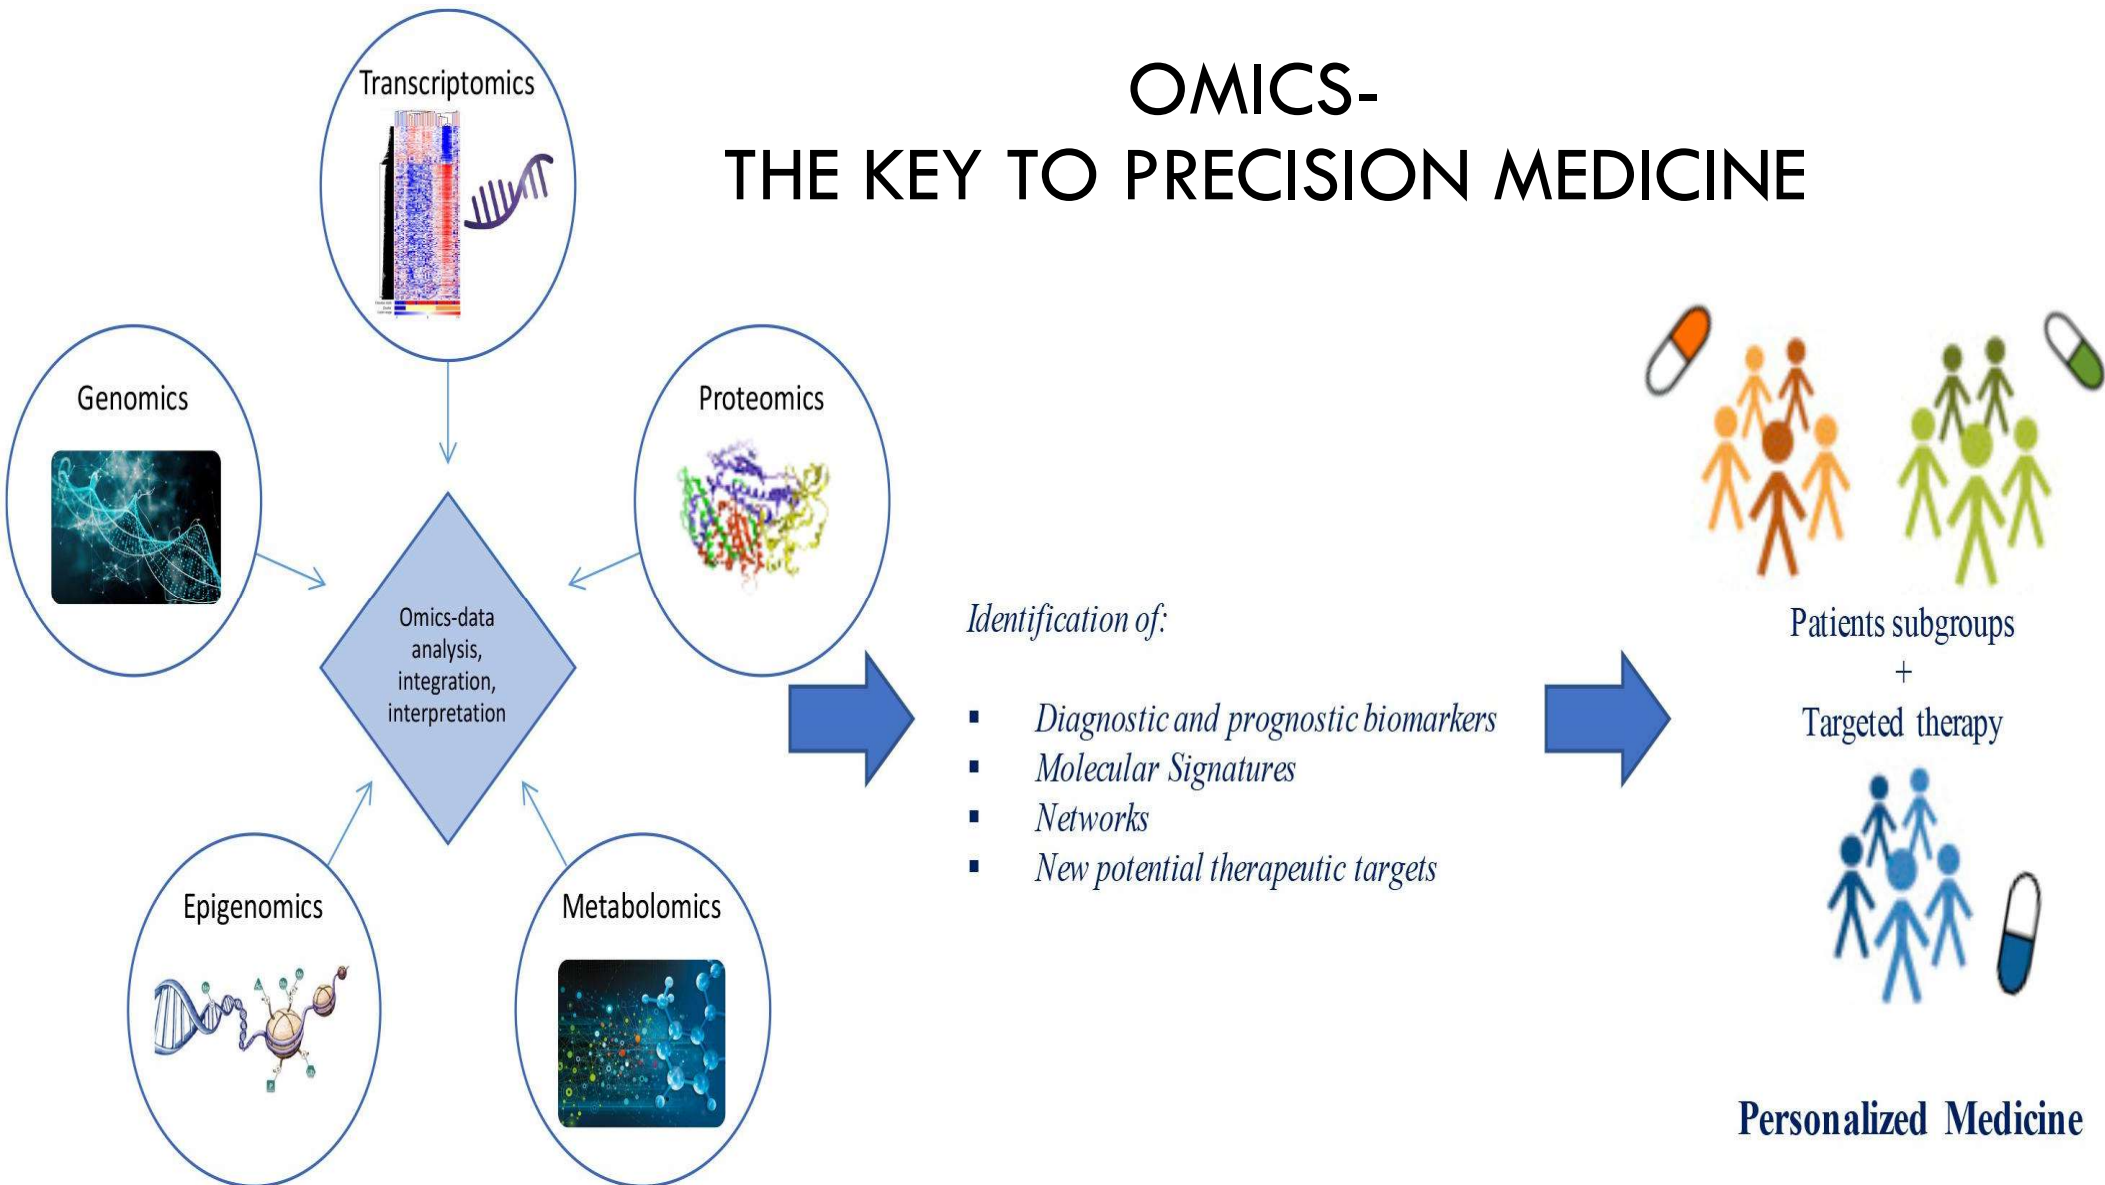 OMICS-
THE KEY TO PRECISION MEDICINE
Transcriptomics
Genomics
Proteomics
Omics-data
analysis,
integration,
interpretation
Epigenomics
Metabolomics
Identification of:
▪ Diagnostic and prognostic biomarkers
▪ Molecular Signatures
▪ Networks
▪ New potential therapeutic targets
Patients subgroups
+
Targeted therapy
Personalized Medicine